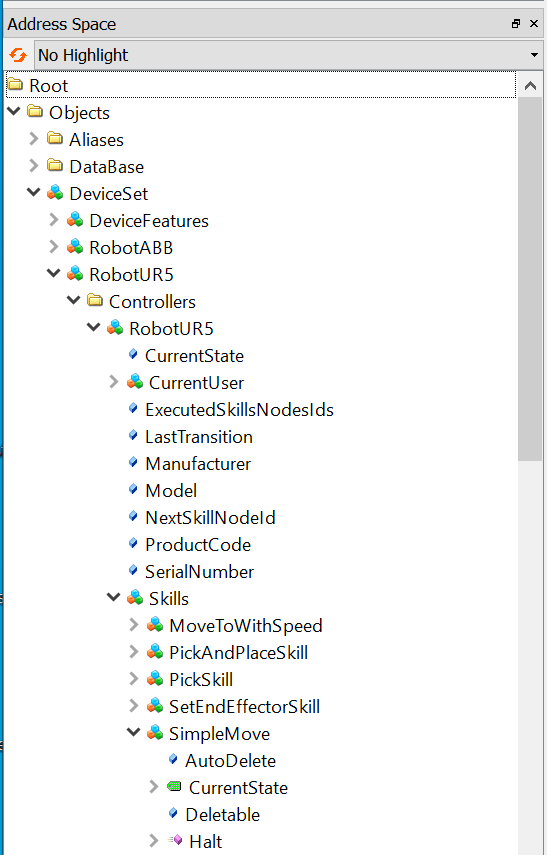 Address Space
No Highlight
Root
Objects
Aliases
DataBase
DeviceSet
DeviceFeatures
RobotABB
RobotUR5
Controllers
RobotUR5
CurrentState
CurrentUser
ExecutedSkillsNodesIds
LastTransition
Manufacturer
Model
NextSkillNodeId
ProductCode
SerialNumber
Skills
MoveToWithSpeed
PickAndPlaceSkill
PickSkill
SetEndEffectorSkill
SimpleMove
AutoDelete
CurrentState
Deletable
Halt